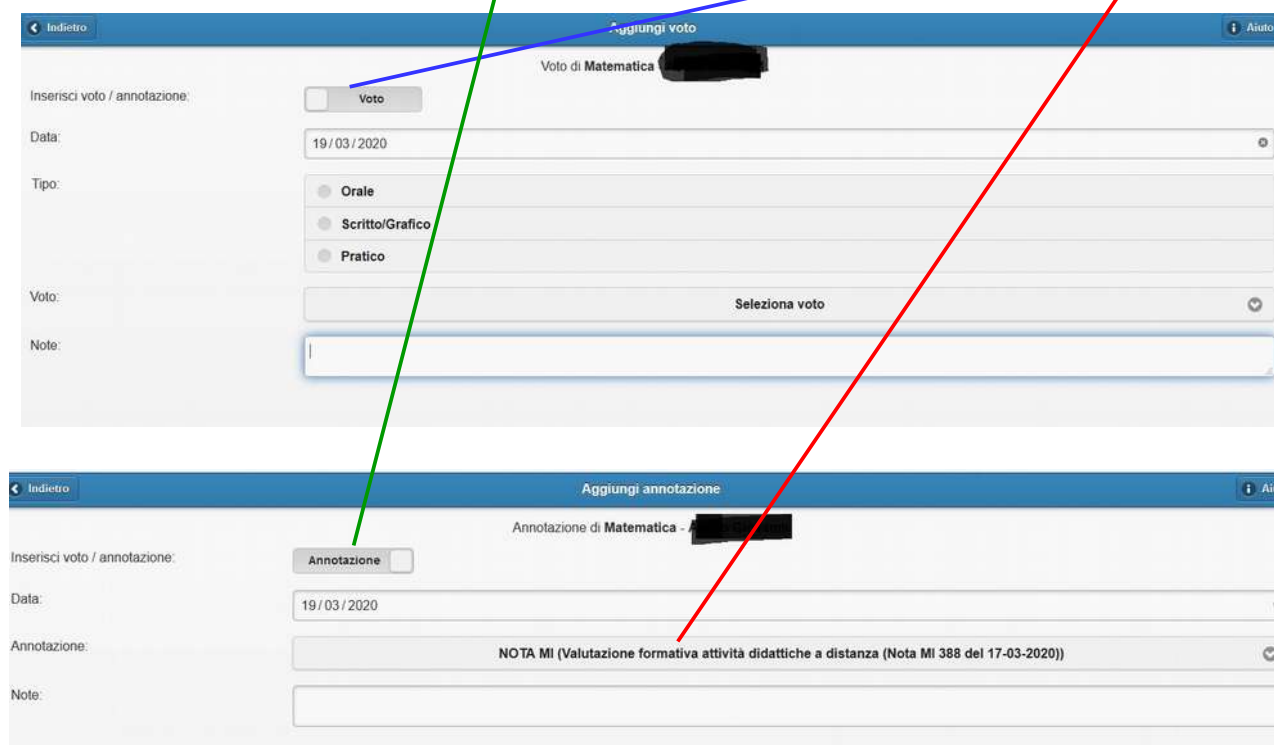 Indietro Aggiungi voto Aiuto
Voto di Matematica
Inserisci voto / annotazione: Voto
Data: 19/03/2020
Tipo: Orale
Scritto/Grafico
Pratico
Voto: Seleziona voto
Note:
Indietro Aggiungi annotazione Ai
Annotazione di Matematica -
Inserisci voto / annotazione: Annotazione
Data: 19/03/2020
Annotazione: NOTA MI (Valutazione formativa attività didattiche a distanza (Nota MI 388 del 17-03-2020))
Note: